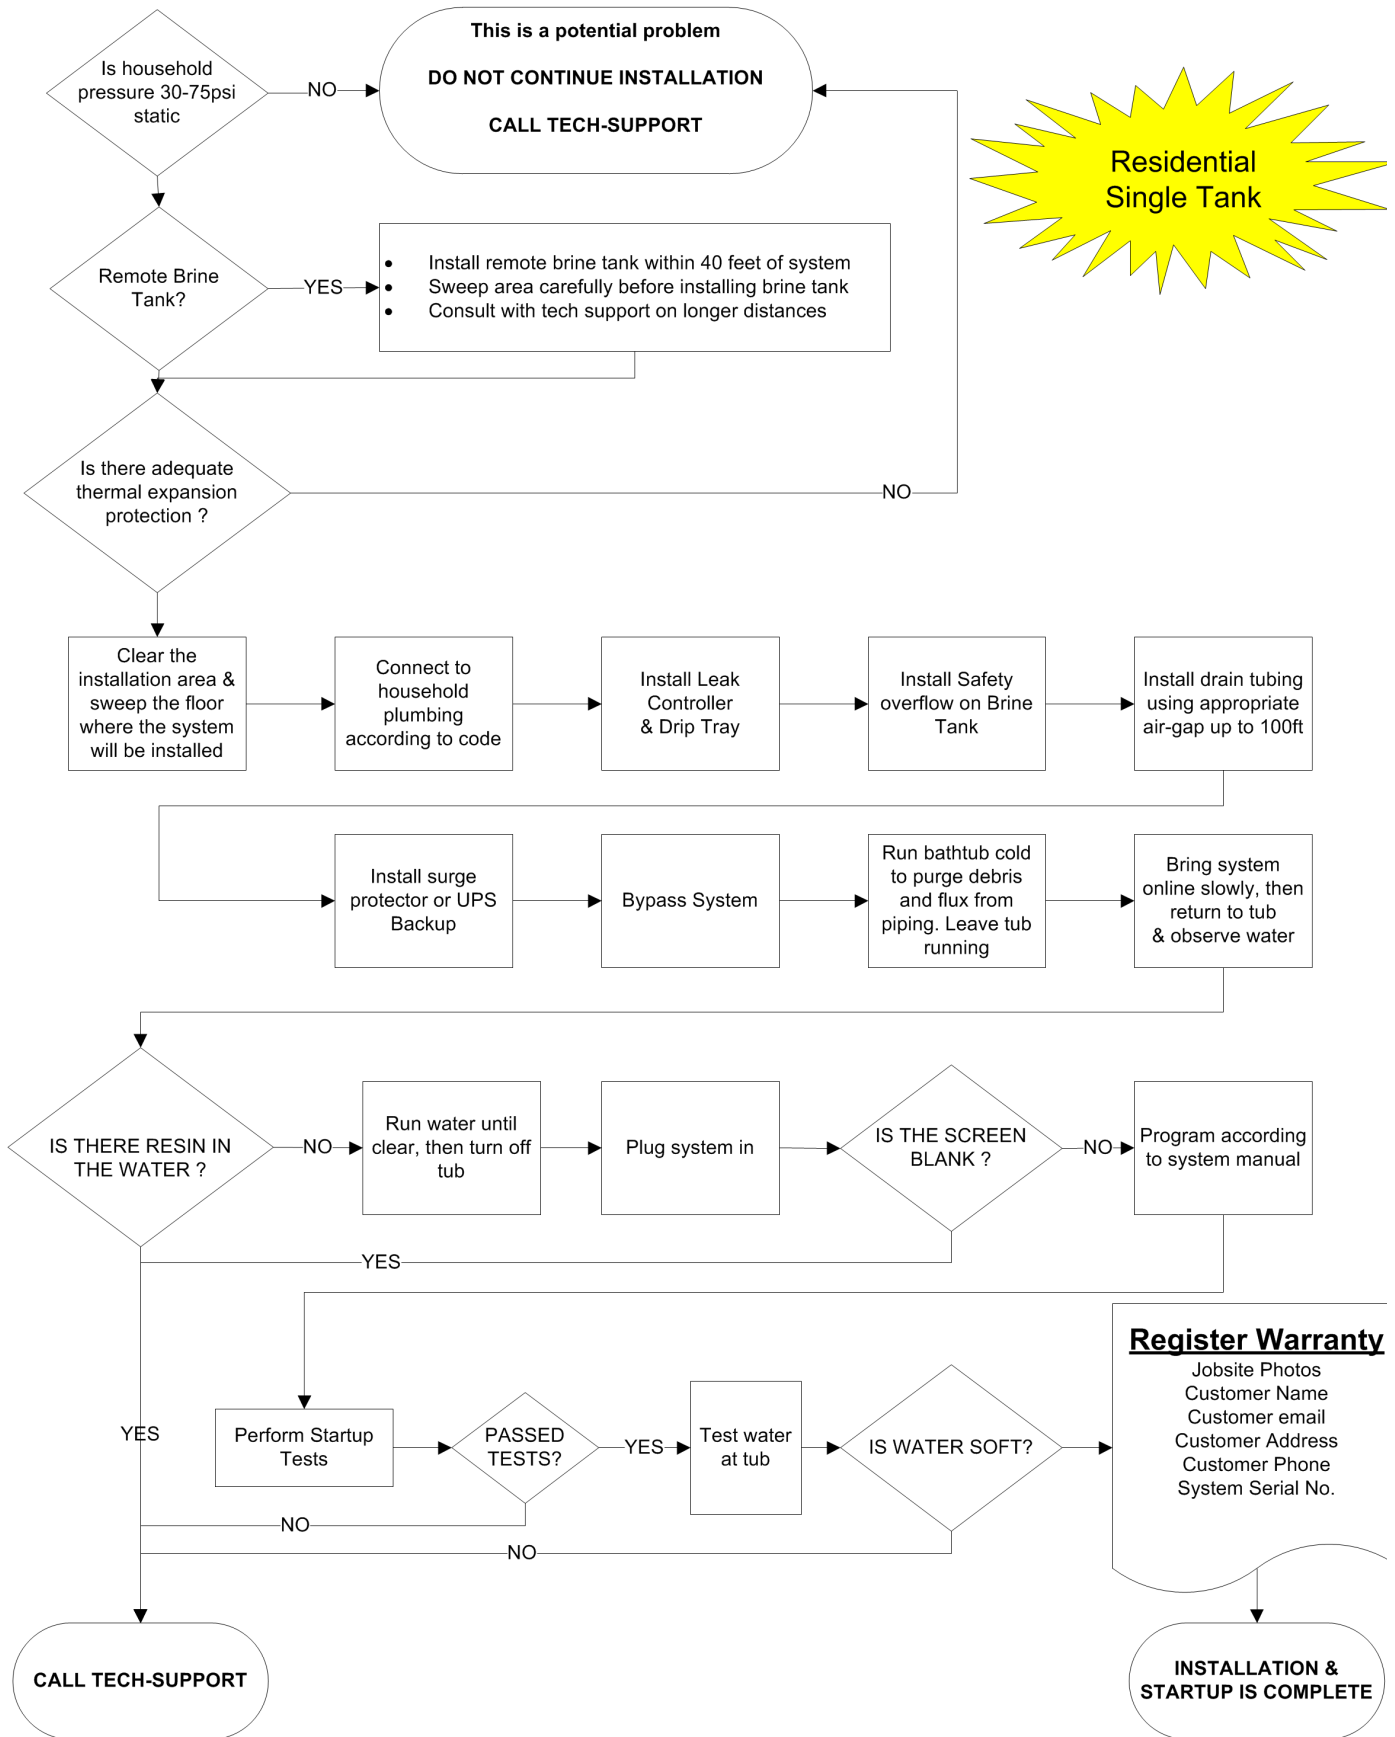 Is household
pressure 30-75psi
static
NO
This is a potential problem
DO NOT CONTINUE INSTALLATION
CALL TECH-SUPPORT
Residential
Single Tank
Remote Brine
Tank?
YES
• Install remote brine tank within 40 feet of system
• Sweep area carefully before installing brine tank
• Consult with tech support on longer distances
Is there adequate
thermal expansion
protection ?
NO
Clear the
installation area &
sweep the floor
where the system
will be installed
Connect to
household
plumbing
according to code
Install Leak
Controller
& Drip Tray
Install Safety
overflow on Brine
Tank
Install drain tubing
using appropriate
air-gap up to 100ft
Install surge
protector or UPS
Backup
Bypass System
Run bathtub cold
to purge debris
and flux from
piping. Leave tub
running
Bring system
online slowly, then
return to tub
& observe water
IS THERE RESIN IN
THE WATER ?
NO
Run water until
clear, then turn off
tub
Plug system in
IS THE SCREEN
BLANK ?
NO
Program according
to system manual
YES
YES
Perform Startup
Tests
PASSED
TESTS?
YES
Test water
at tub
IS WATER SOFT?
Register Warranty
Jobsite Photos
Customer Name
Customer email
Customer Address
Customer Phone
System Serial No.
NO
NO
CALL TECH-SUPPORT
INSTALLATION &
STARTUP IS COMPLETE